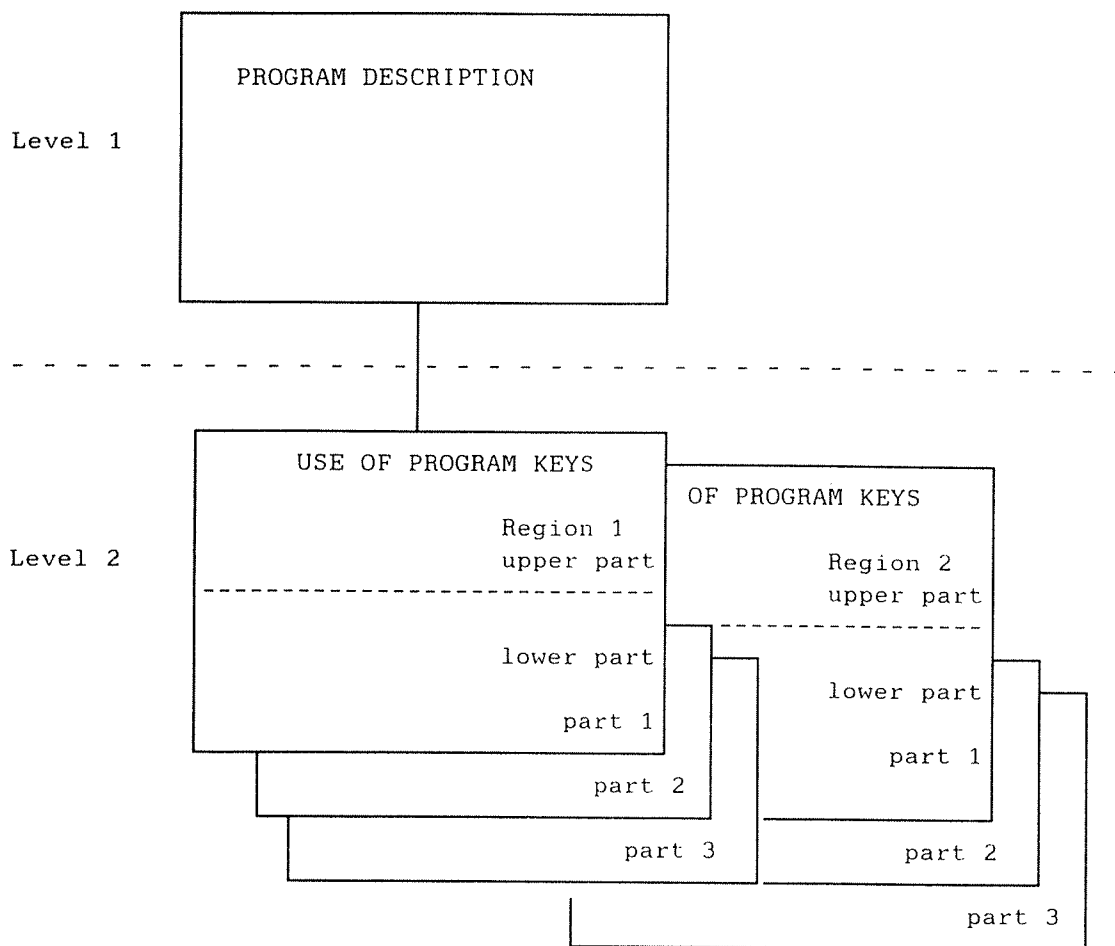 PROGRAM DESCRIPTION
Level 1
USE OF PROGRAM KEYS
Region 1
upper part
lower part
part 1
part 2
part 3
Level 2
OF PROGRAM KEYS
Region 2
upper part
lower part
part 1
part 2
part 3